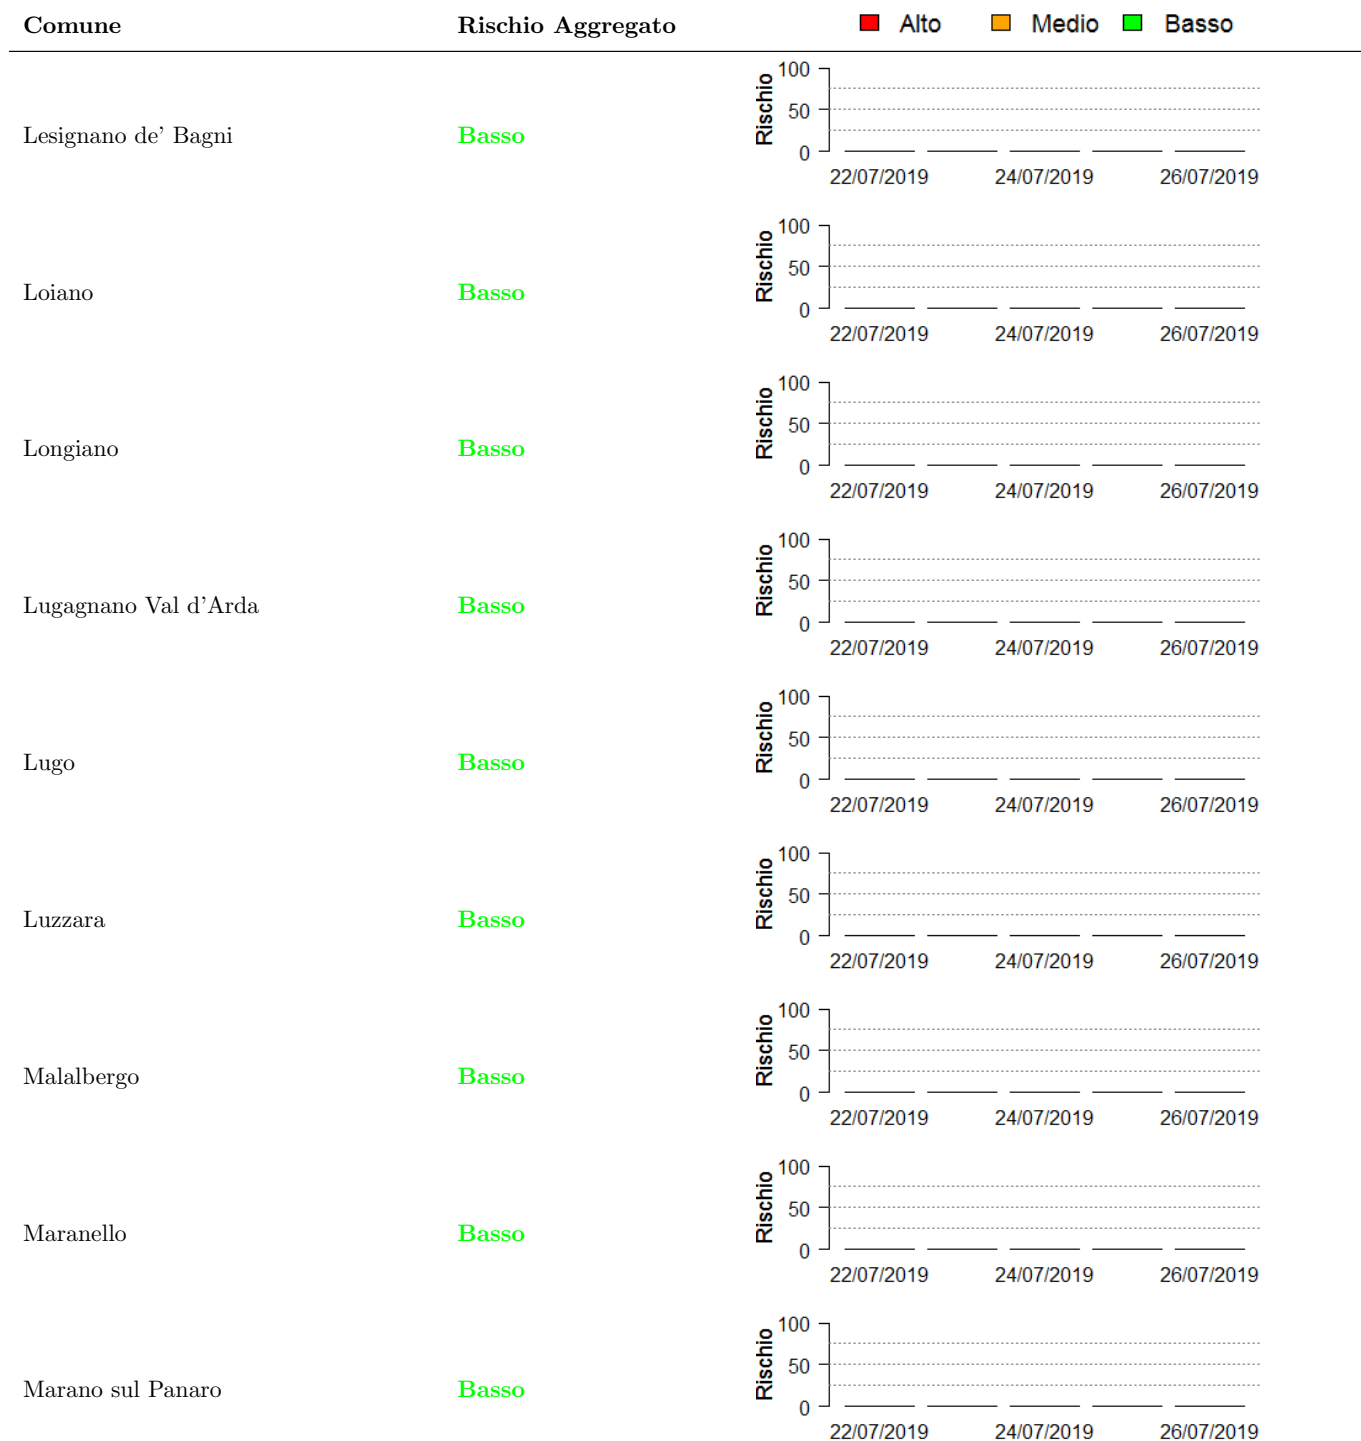 Comune Rischio Aggregato Alto Medio Basso
100
50
0
Rischio
Lesignano de' Bagni Basso
22/07/2019 24/07/2019 26/07/2019
100
50
0
Rischio
Loiano Basso
22/07/2019 24/07/2019 26/07/2019
100
50
0
Rischio
Longiano Basso
22/07/2019 24/07/2019 26/07/2019
100
50
0
Rischio
Lugagnano Val d'Arda Basso
22/07/2019 24/07/2019 26/07/2019
100
50
0
Rischio
Lugo Basso
22/07/2019 24/07/2019 26/07/2019
100
50
0
Rischio
Luzzara Basso
22/07/2019 24/07/2019 26/07/2019
100
50
0
Rischio
Malalbergo Basso
22/07/2019 24/07/2019 26/07/2019
100
50
0
Rischio
Maranello Basso
22/07/2019 24/07/2019 26/07/2019
100
50
0
Rischio
Marano sul Panaro Basso
22/07/2019 24/07/2019 26/07/2019